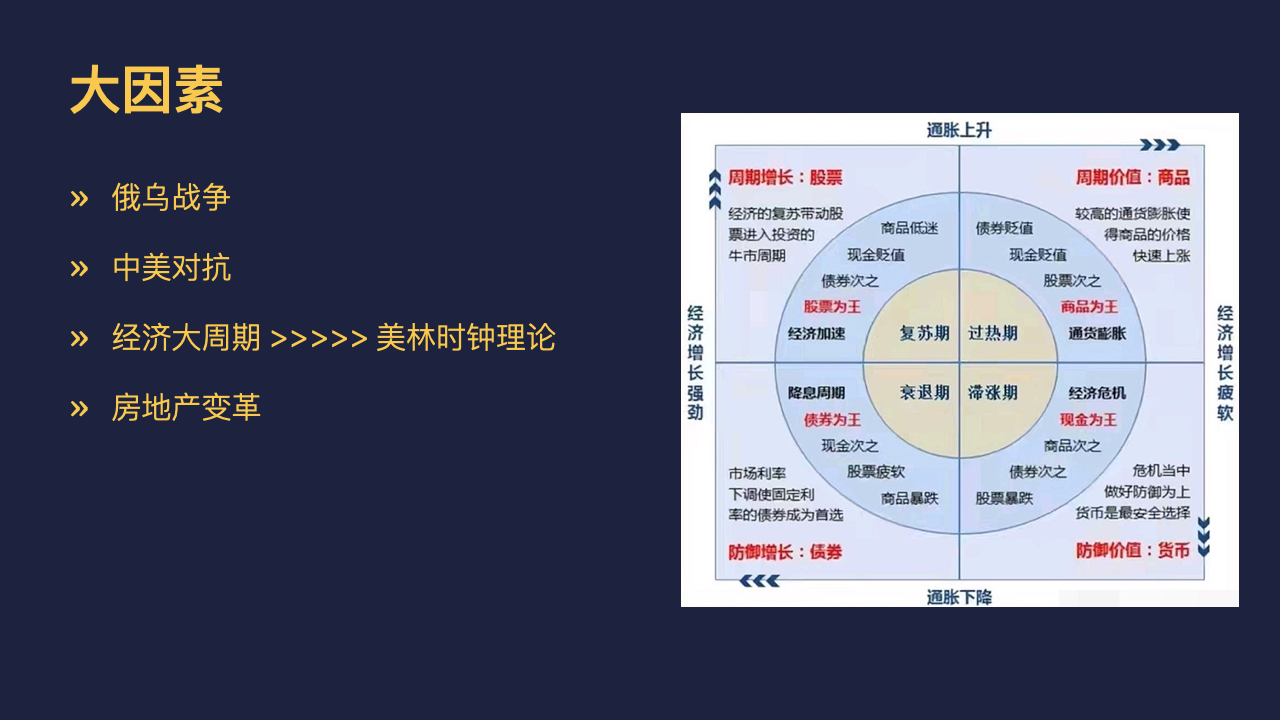 大因素
» 俄乌战争
» 中美对抗
» 经济大周期 >>>>> 美林时钟理论
» 房地产变革
通胀上升
周期增长：股票
经济的复苏带动股
票进入投资的
牛市周期
商品低迷
现金贬值
债券次之
股票为王
经济加速
复苏期
周期价值：商品
较高的通货膨胀使
得商品的价格
快速上涨
债券贬值
现金贬值
股票次之
商品为王
通货膨胀
过热期
经济增长强劲
经济增长疲软
降息周期
债券为王
现金次之
股票疲软
商品暴跌
衰退期
市场利率
下调使固定利
率的债券成为首选
防御增长：债券
滞涨期
经济危机
现金为王
商品次之
债券次之
股票暴跌
危机当中
做好防御为上
货币是最安全选择
防御价值：货币
通胀下降